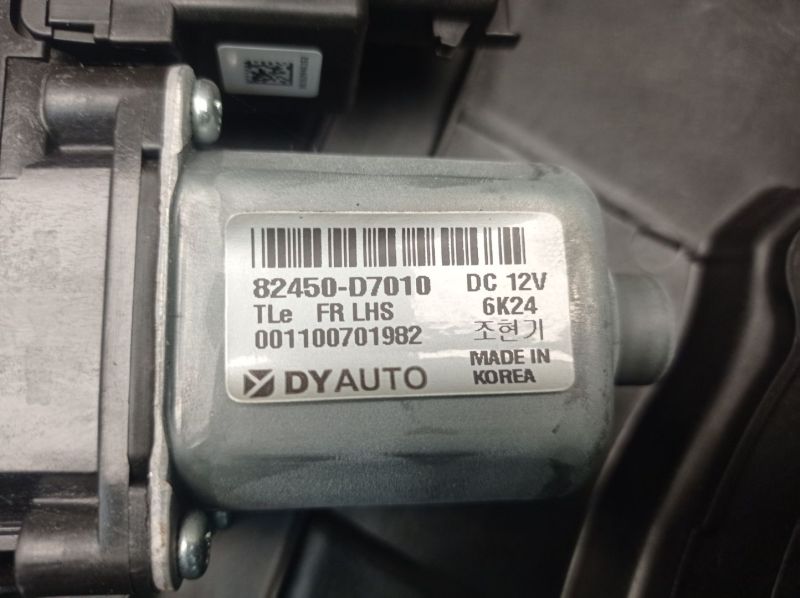 82450-D7010 DC 12V
TLe FR LHS 6K24
001100701982 조현기
DYAUTO MADE IN
KOREA